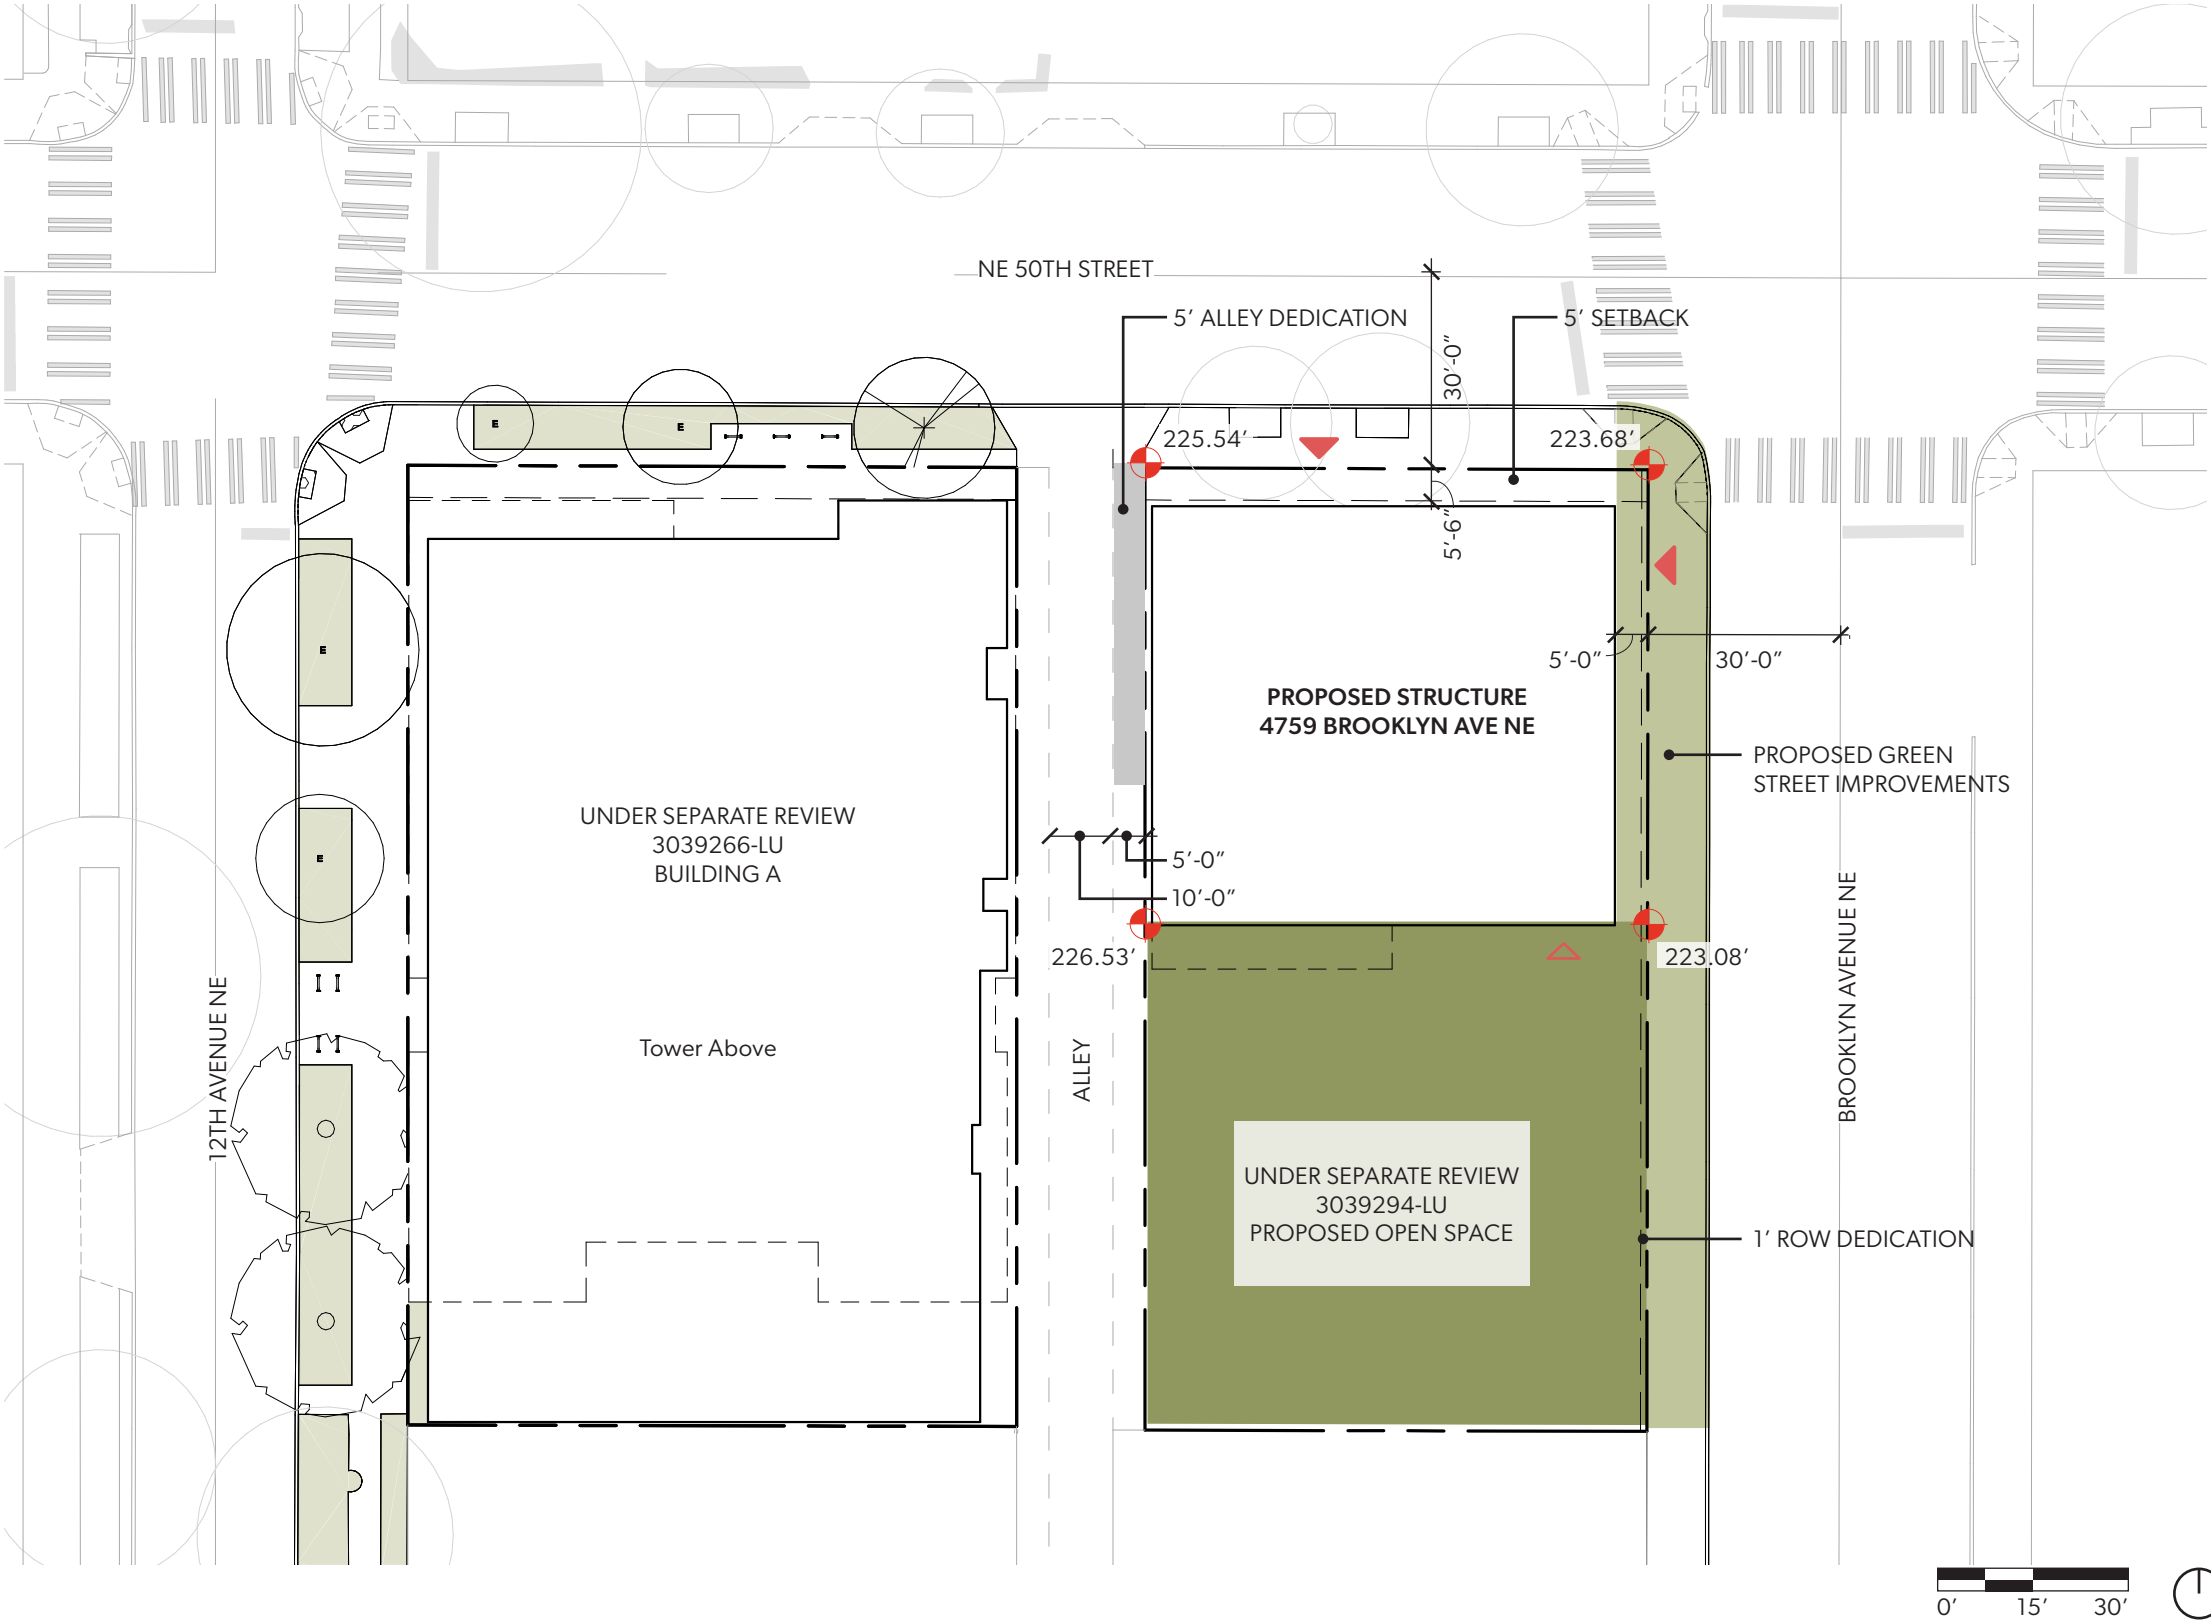 NE 50TH STREET
5’ ALLEY DEDICATION
5’ SETBACK
30’-0”
225.54’
223.68’
5’-6”
5’-0”
30’-0”
PROPOSED STRUCTURE
4759 BROOKLYN AVE NE
PROPOSED GREEN
STREET IMPROVEMENTS
UNDER SEPARATE REVIEW
3039266-LU
BUILDING A
5’-0”
10’-0”
226.53’
223.08’
12TH AVENUE NE
Tower Above
ALLEY
BROOKLYN AVENUE NE
UNDER SEPARATE REVIEW
3039294-LU
PROPOSED OPEN SPACE
1’ ROW DEDICATION
E
E
E
E
0’ 15’ 30’